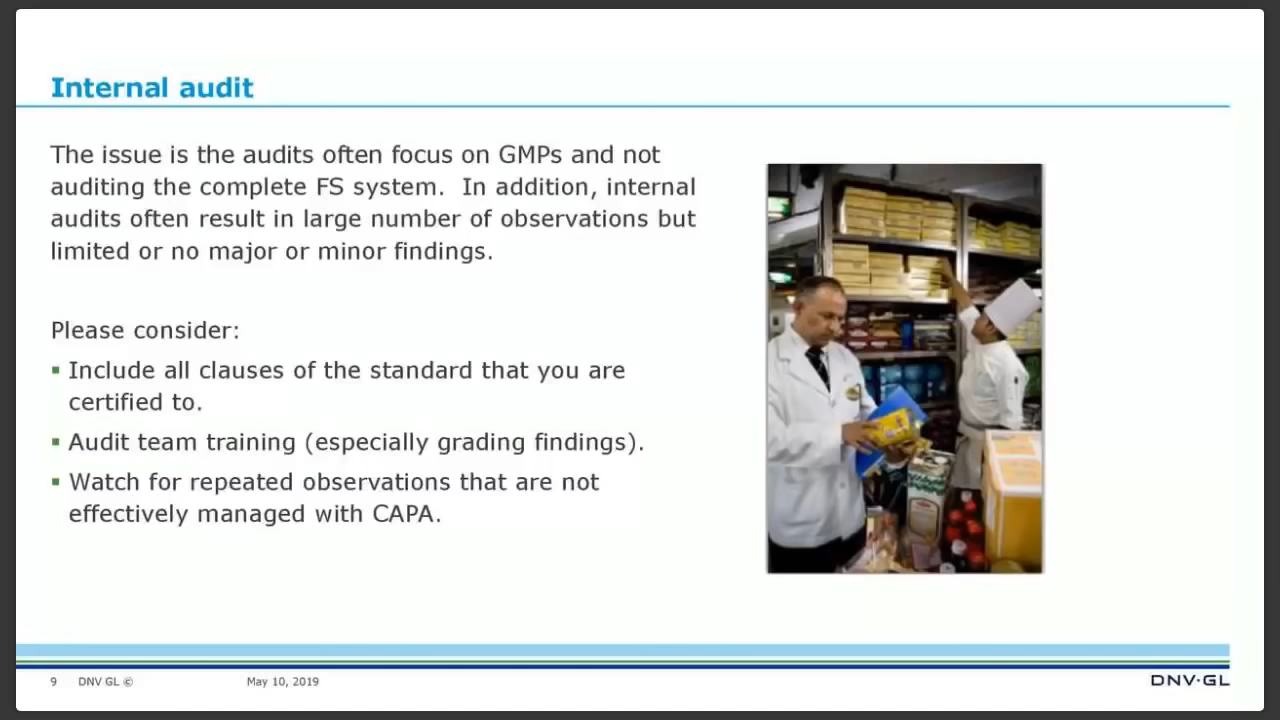 Internal audit
The issue is the audits often focus on GMPs and not
auditing the complete FS system.  In addition, internal
audits often result in large number of observations but
limited or no major or minor findings.
Please consider:
▪ Include all clauses of the standard that you are
certified to.
▪ Audit team training (especially grading findings).
▪ Watch for repeated observations that are not
effectively managed with CAPA.
9 DNV GL © May 10, 2019 DNV·GL